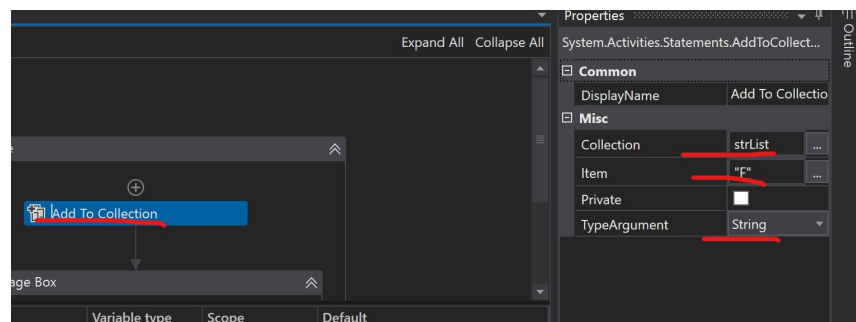 Properties
Outline
Expand All Collapse All
System.Activities.Statements.AddToCollect...
Common
DisplayName Add To Collectio
Misc
Collection strList ...
Item "F" ...
Private
TypeArgument String
Add To Collection
age Box
Variable type Scope Default